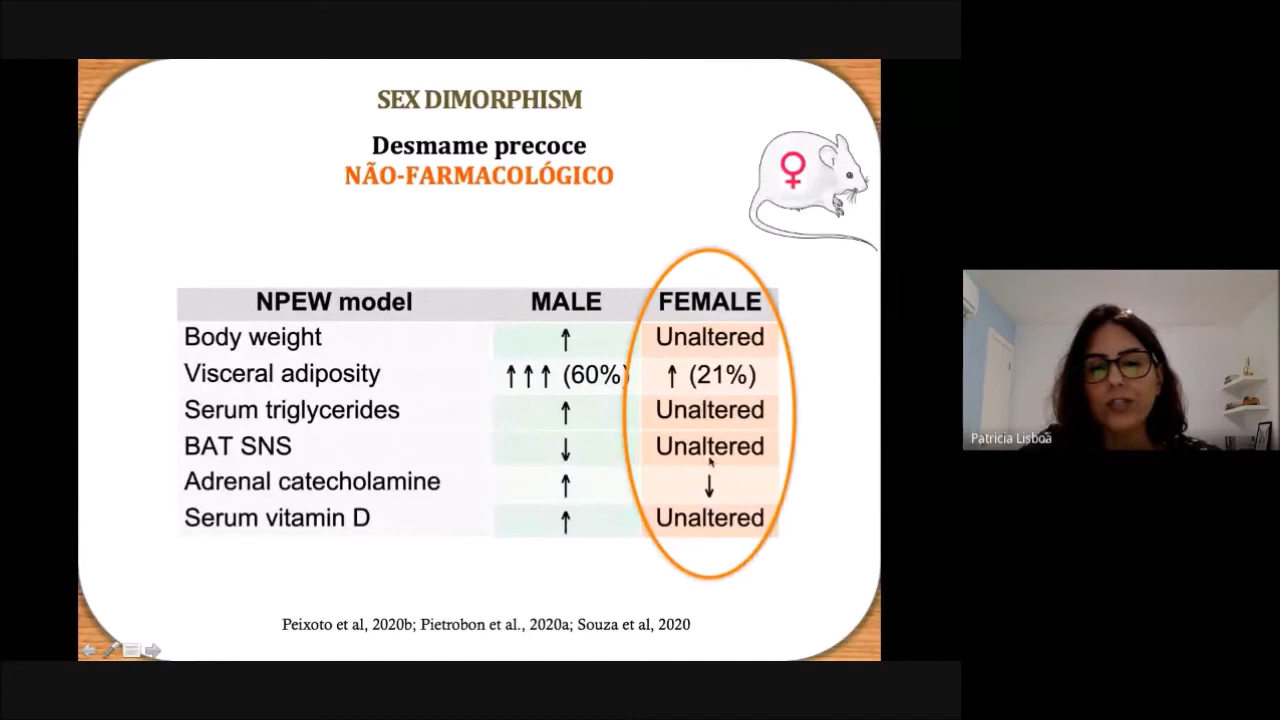 SEX DIMORPHISM
Desmame precoce
NÃO-FARMACOLÓGICO
NPEW model MALE FEMALE
Body weight ↑ Unaltered
Visceral adiposity ↑↑↑ (60%) ↑ (21%)
Serum triglycerides ↑ Unaltered
BAT SNS ↓ Unaltered
Adrenal catecholamine ↑ ↓
Serum vitamin D ↑ Unaltered
Peixoto et al, 2020b; Pietrobon et al., 2020a; Souza et al, 2020
Patricia Lisboa